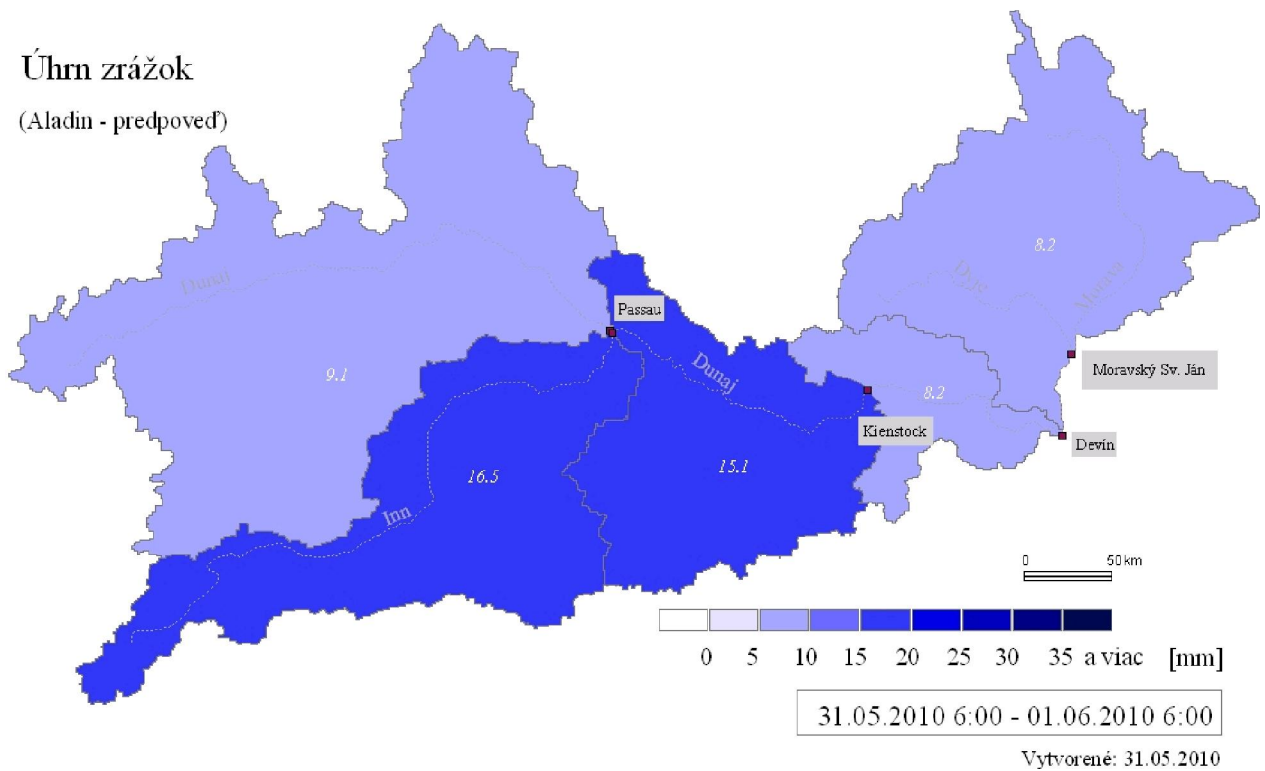 Úhrn zrážok
(Aladin - predpoveď)
8.2
Dunaj
Dyje
Morava
Passau
Moravský Sv. Ján
Dunaj
9.1
8.2
Kienstock
Devín
16.5
15.1
Inn
0 50 km
0 5 10 15 20 25 30 35 a viac [mm]
31.05.2010 6:00 - 01.06.2010 6:00
Vytvorené: 31.05.2010